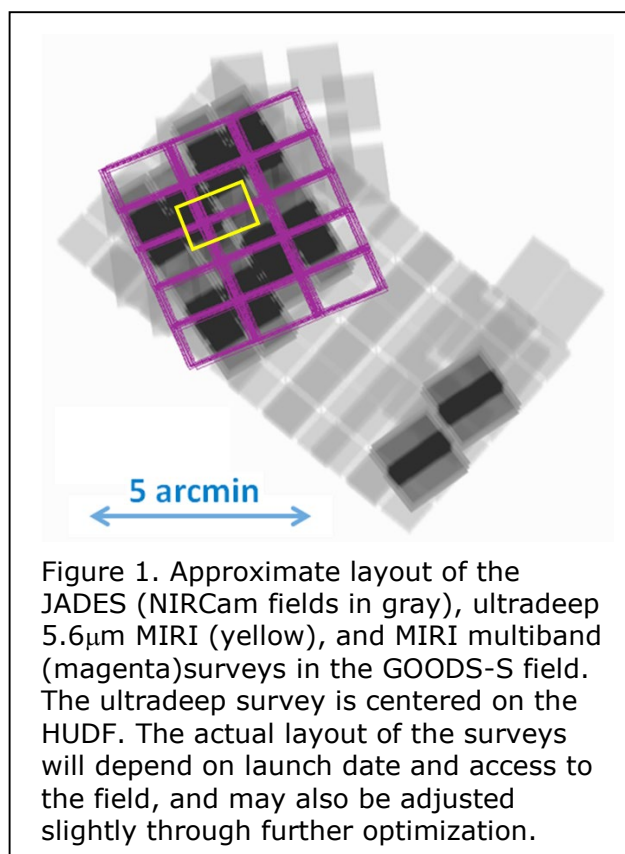 5 arcmin
Figure 1. Approximate layout of the
JADES (NIRCam fields in gray), ultradeep
5.6μm MIRI (yellow), and MIRI multiband
(magenta)surveys in the GOODS-S field.
The ultradeep survey is centered on the
HUDF. The actual layout of the surveys
will depend on launch date and access to
the field, and may also be adjusted
slightly through further optimization.